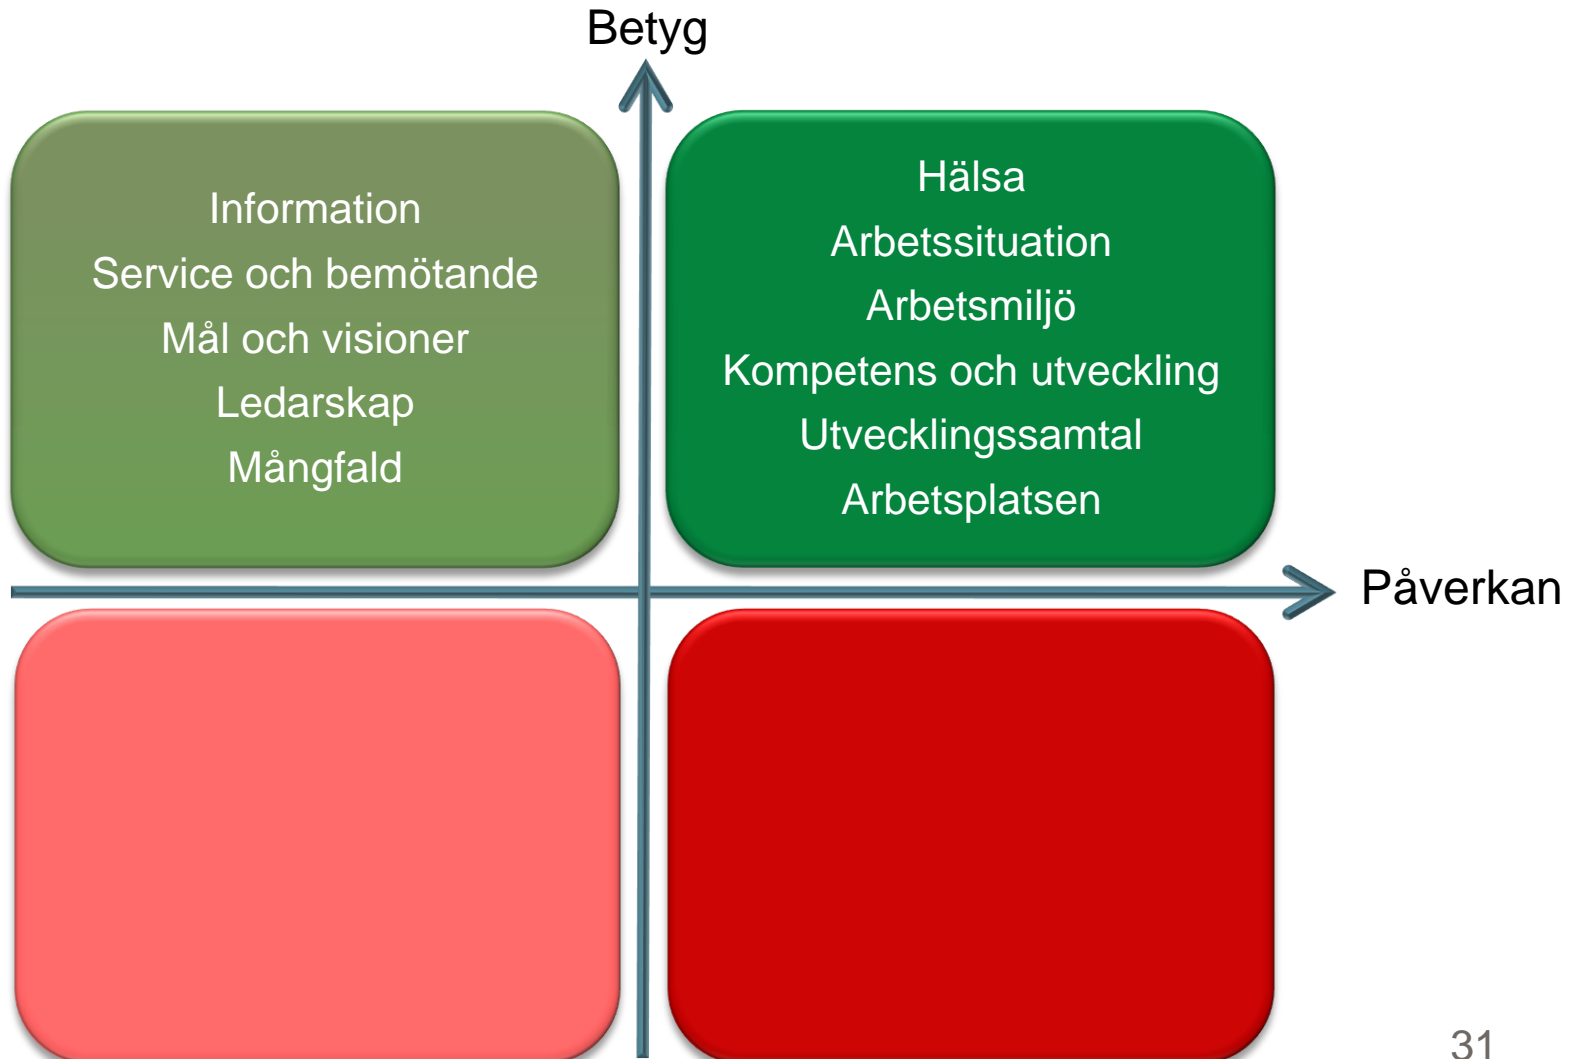 Betyg
Information
Service och bemötande
Mål och visioner
Ledarskap
Mångfald
Hälsa
Arbetssituation
Arbetsmiljö
Kompetens och utveckling
Utvecklingssamtal
Arbetsplatsen
Påverkan
31